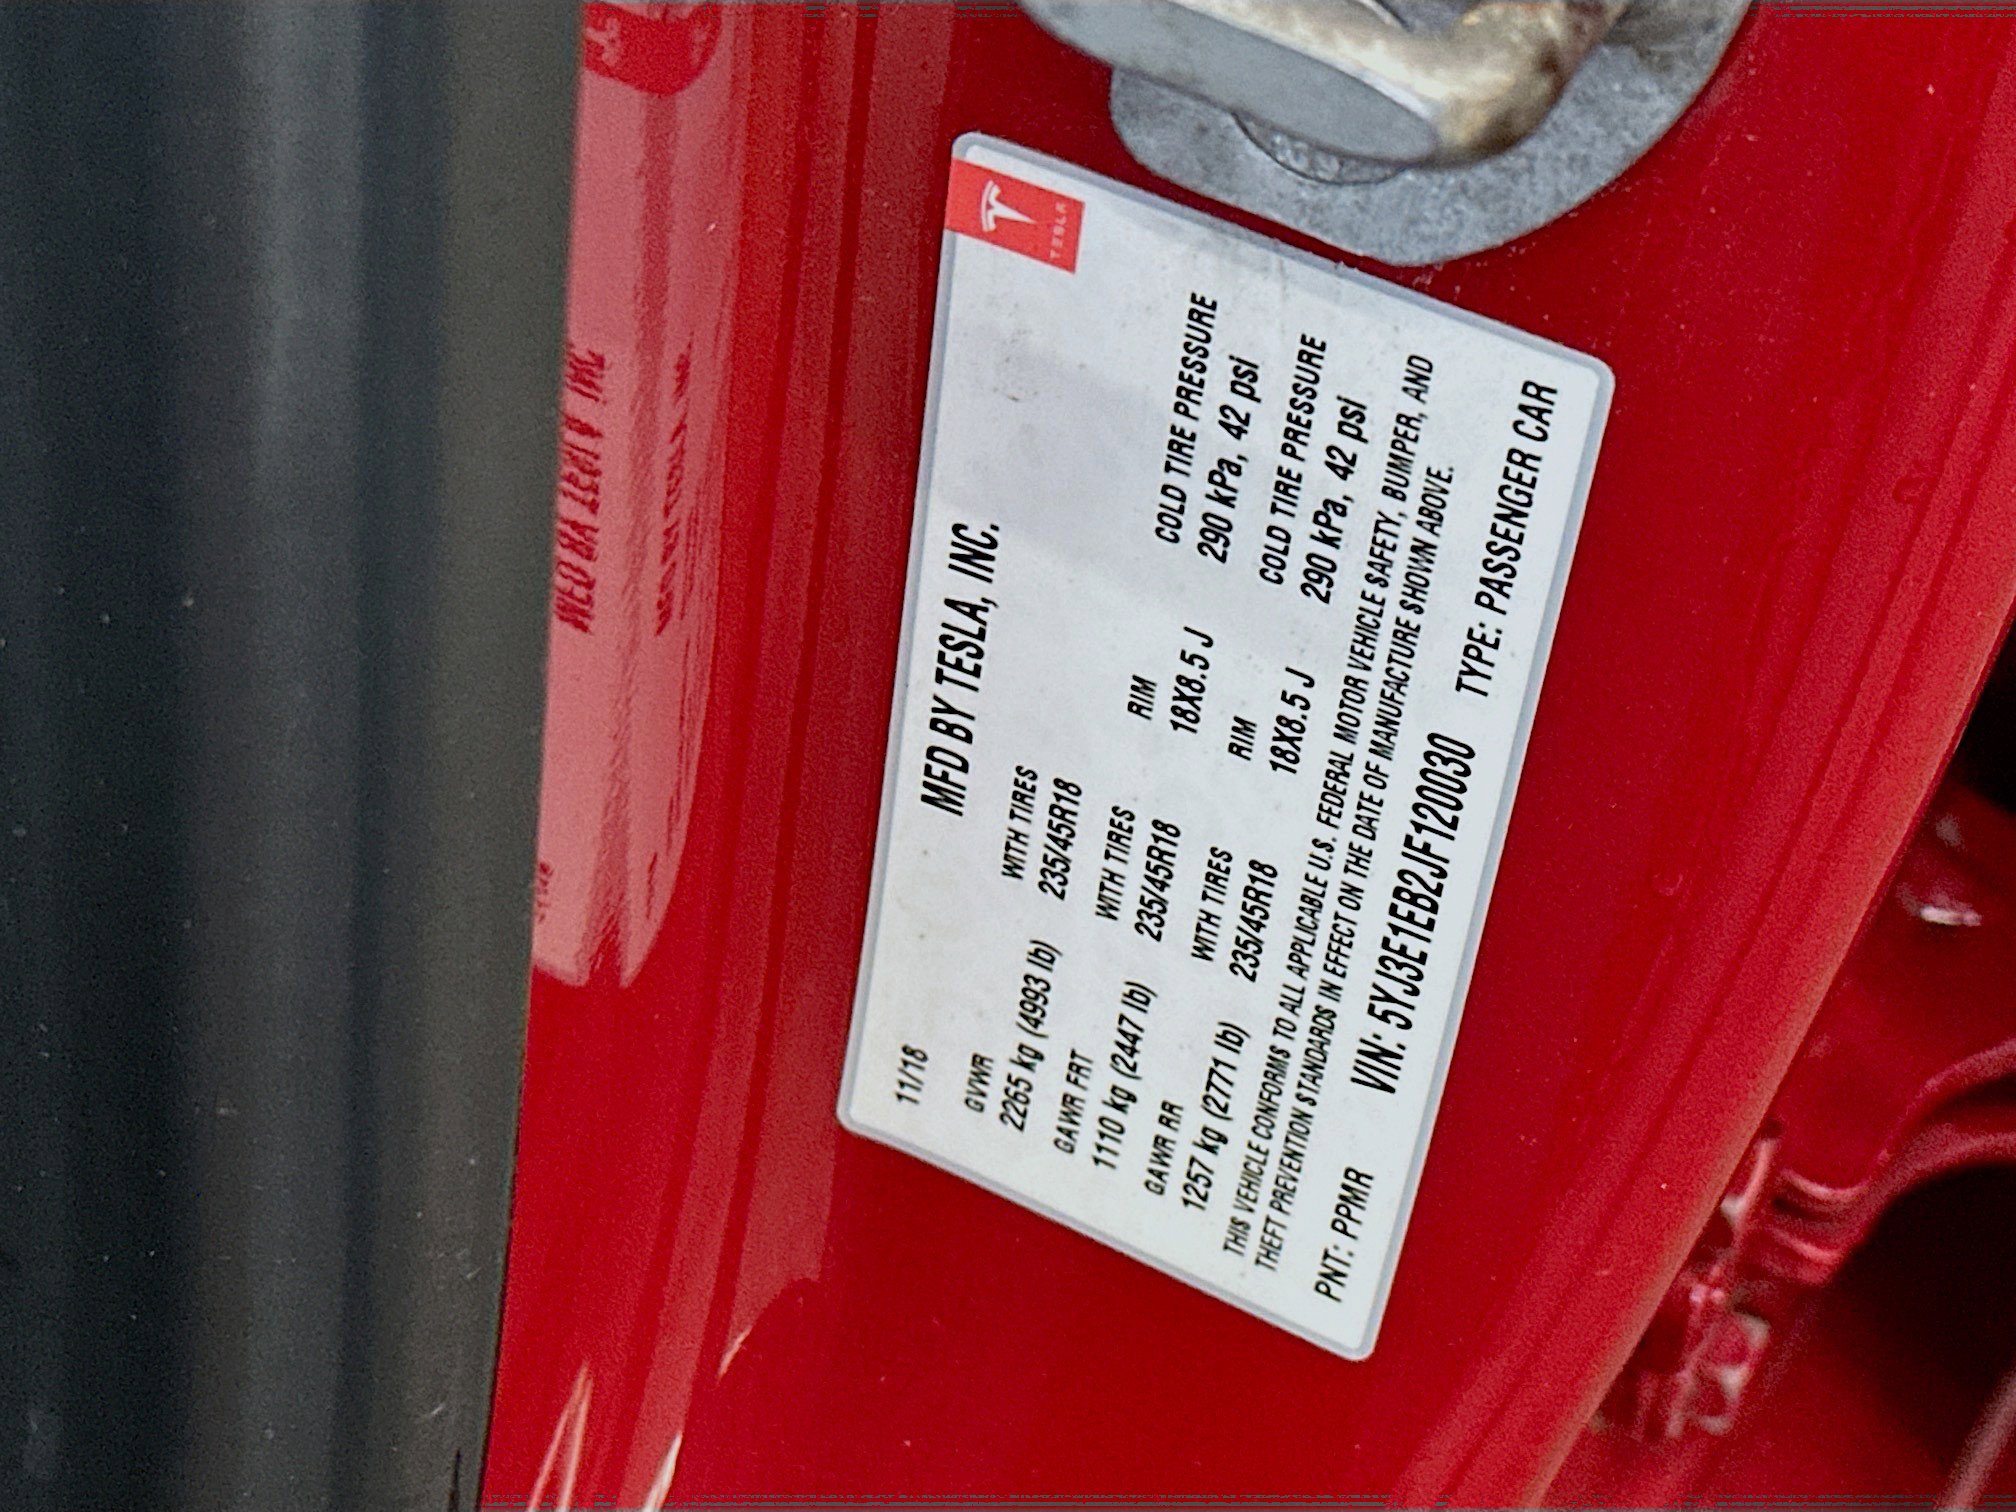 TESLA
MFD BY TESLA, INC.
11/18
GVWR WITH TIRES
2265 kg (4993 lb) 235/45R18
GAWR FRT WITH TIRES RIM COLD TIRE PRESSURE
1110 kg (2447 lb) 235/45R18 18X8.5 J 290 kPa, 42 psi
GAWR RR WITH TIRES RIM COLD TIRE PRESSURE
1257 kg (2771 lb) 235/45R18 18X8.5 J 290 kPa, 42 psi
THIS VEHICLE CONFORMS TO ALL APPLICABLE U.S. FEDERAL MOTOR VEHICLE SAFETY, BUMPER, AND
THEFT PREVENTION STANDARDS IN EFFECT ON THE DATE OF MANUFACTURE SHOWN ABOVE.
PNT: PPMR VIN: 5YJ3E1EB2JF120030 TYPE: PASSENGER CAR